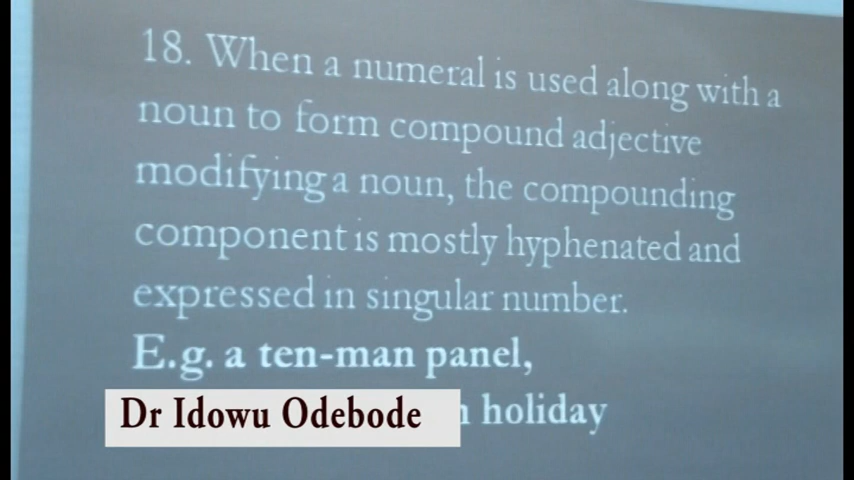 18. When a numeral is used along with a
noun to form compound adjective
modifying a noun, the compounding
component is mostly hyphenated and
expressed in singular number.
E.g. a ten-man panel,
holiday
Dr Idowu Odebode